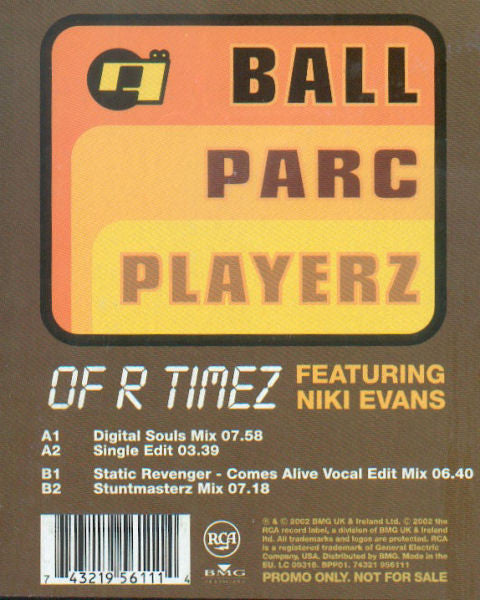 BALL
PARC
PLAYERZ
OF R TIMEZ FEATURING
NIKI EVANS
A1 Digital Souls Mix 07.58
A2 Single Edit 03.39
B1 Static Revenger - Comes Alive Vocal Edit Mix 06.40
B2 Stuntmasterz Mix 07.18
℗ & © 2002 BMG UK & Ireland Ltd. © 2002 the
RCA record label, a division of BMG UK & Ireland
ltd. All trademarks and logos are protected. RCA
is a registered trademark of General Electric
Company, USA. Distributed by BMG. Made in the
EU. LC 09318. BPP01. 74321 956111
PROMO ONLY. NOT FOR SALE
RCA
BMG
7 43219 56111 4